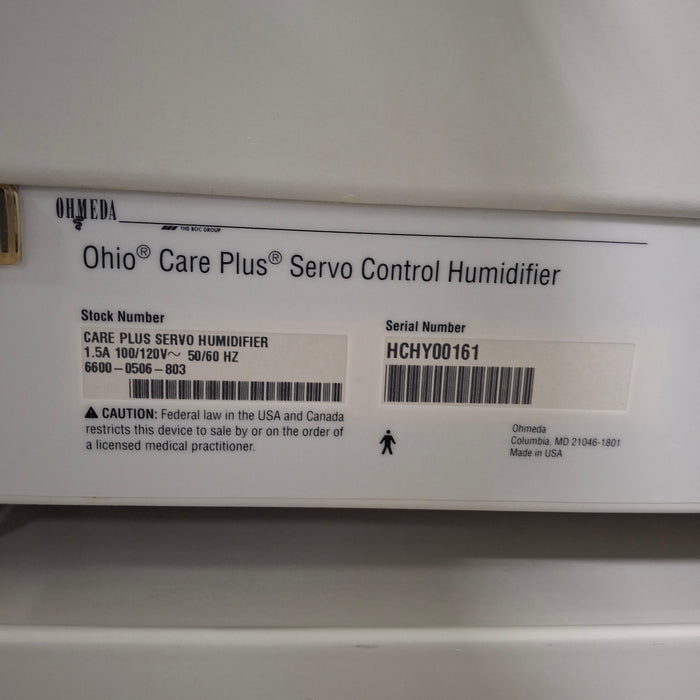 OHMEDA
THE BOC GROUP
Ohio® Care Plus® Servo Control Humidifier
Stock Number
CARE PLUS SERVO HUMIDIFIER
1.5A 100/120V~ 50/60 HZ
6600-0506-803
Serial Number
HCHY00161
⚠ CAUTION: Federal law in the USA and Canada
restricts this device to sale by or on the order of
a licensed medical practitioner.
Ohmeda
Columbia, MD 21046-1801
Made in USA